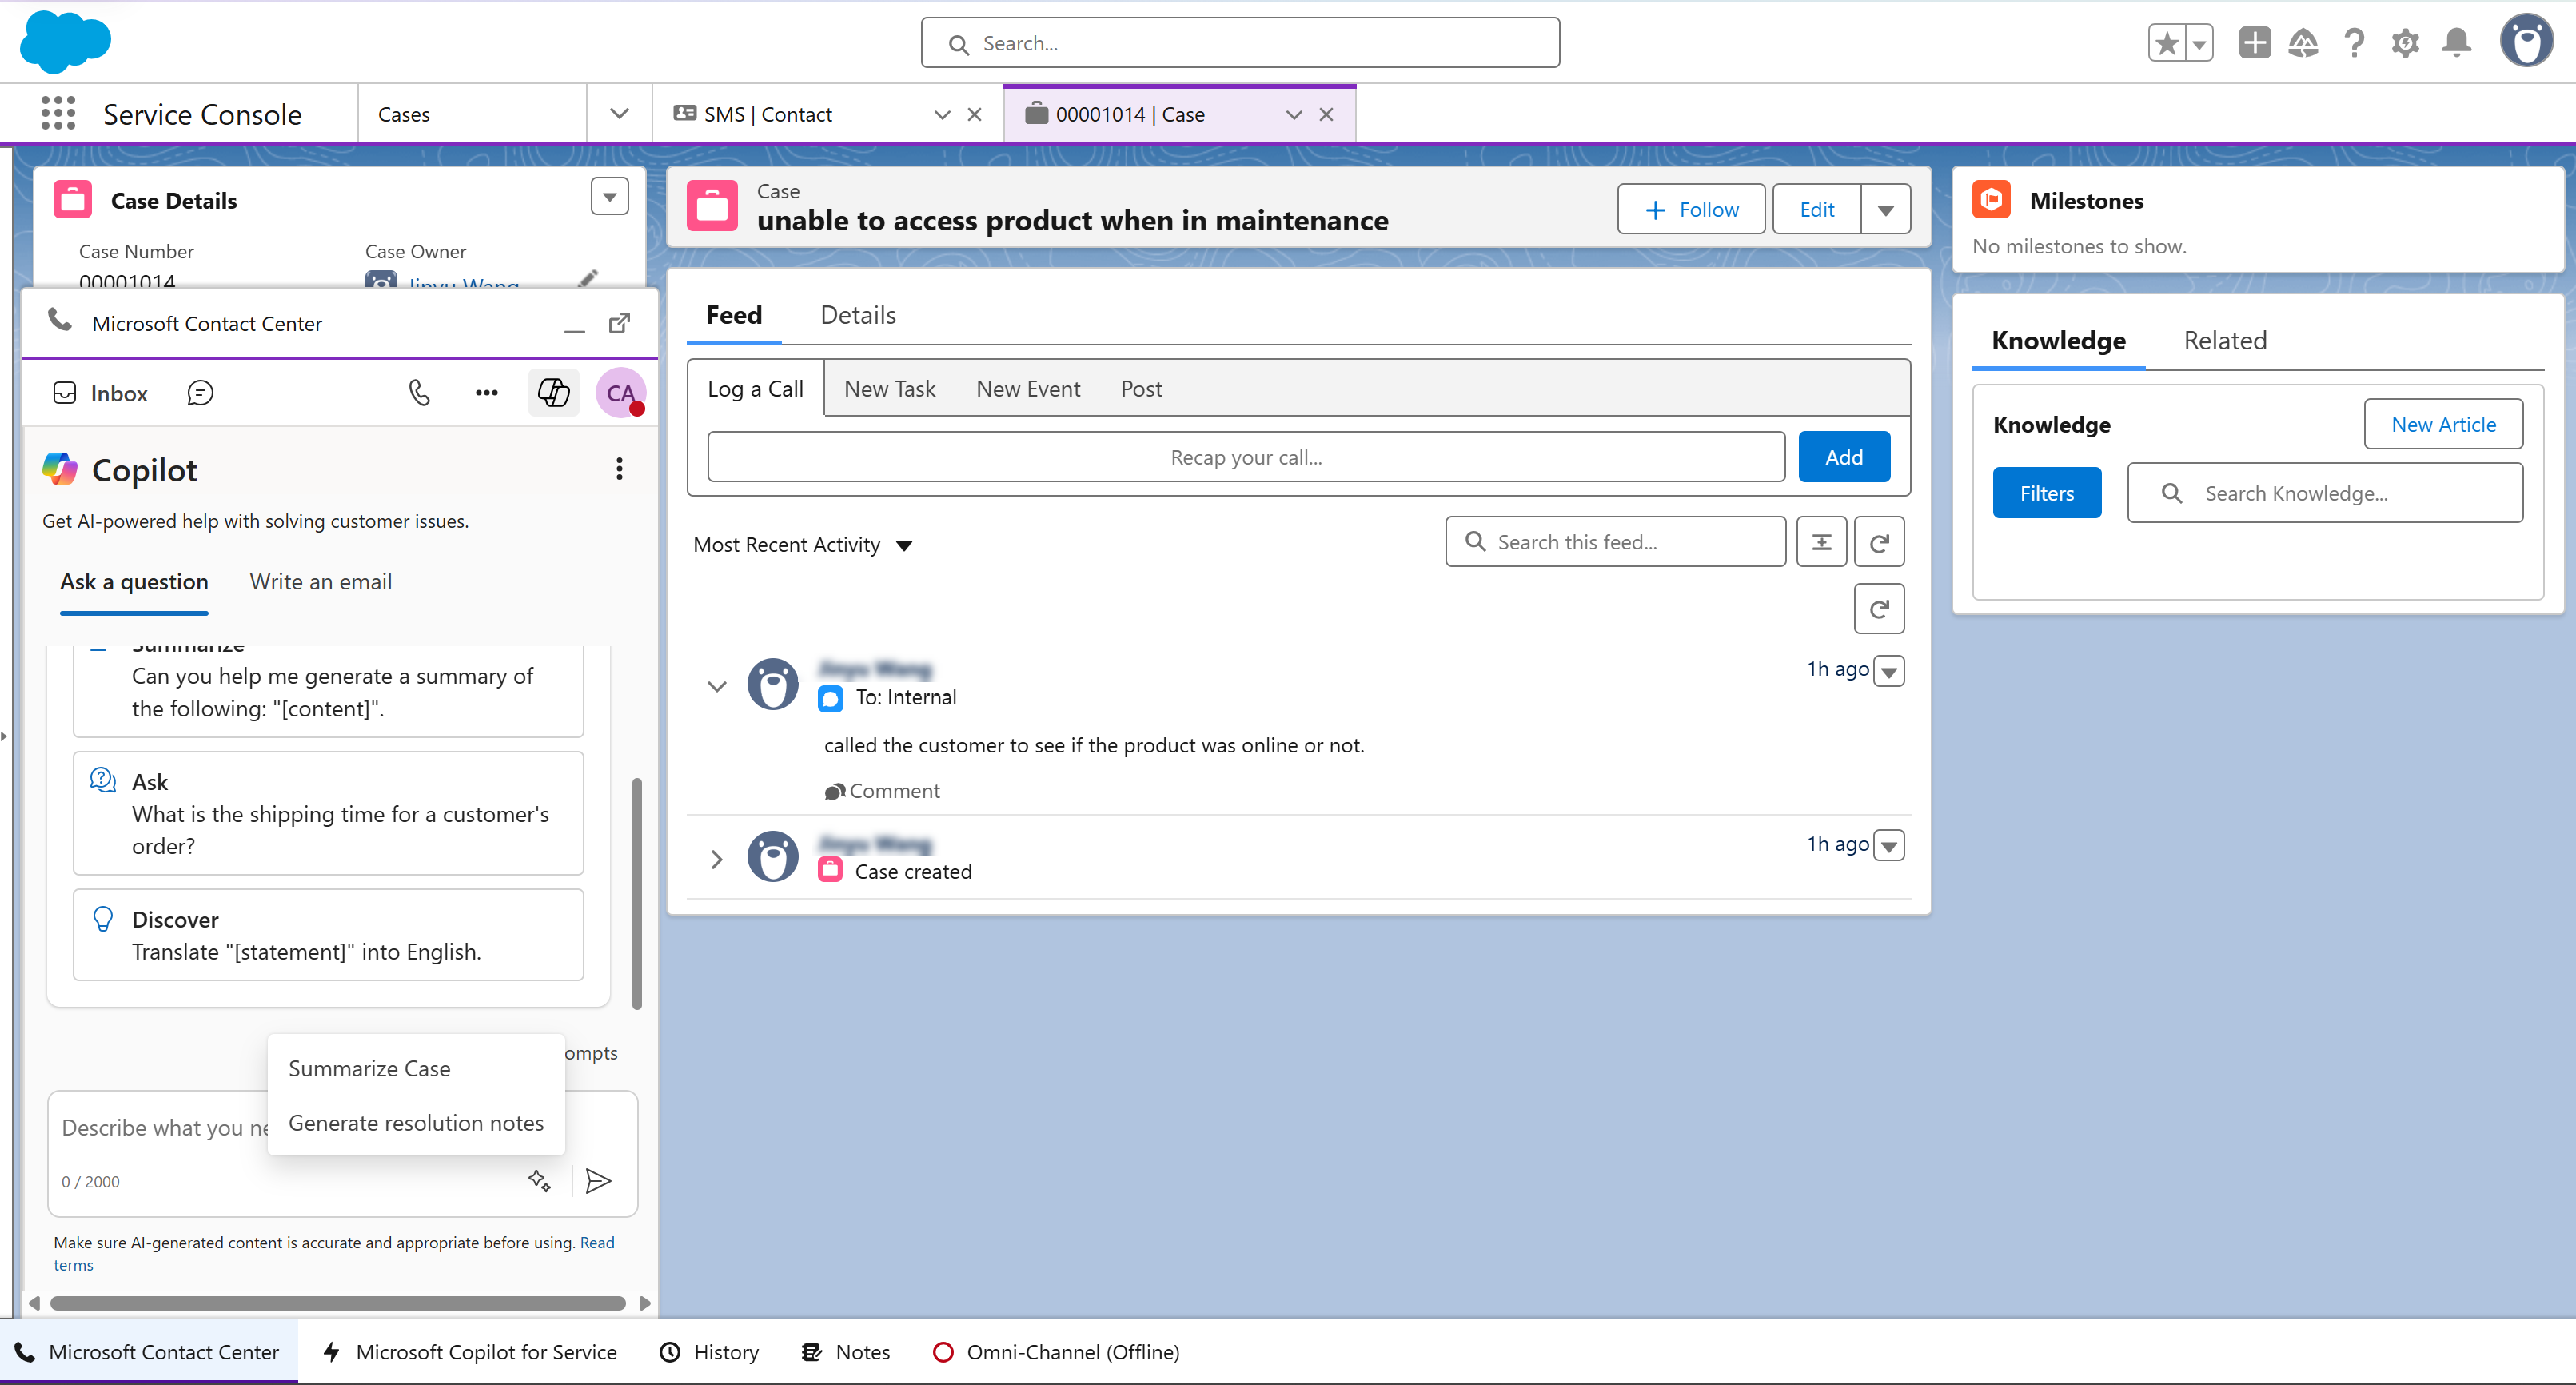 Search...
Service Console
Cases
SMS | Contact
00001014 | Case
Case Details
Case Number
Case Owner
00001014
Jinyu Wang
Microsoft Contact Center
Inbox
CA
Copilot
Get AI-powered help with solving customer issues.
Ask a question
Write an email
Summarize
Can you help me generate a summary of
the following: "[content]".
Ask
What is the shipping time for a customer's
order?
Discover
Translate "[statement]" into English.
ompts
Summarize Case
Generate resolution notes
Describe what you ne
0 / 2000
Make sure AI-generated content is accurate and appropriate before using. Read
terms
Case
unable to access product when in maintenance
Follow
Edit
Feed
Details
Log a Call
New Task
New Event
Post
Recap your call...
Add
Most Recent Activity
Search this feed...
1h ago
To: Internal
called the customer to see if the product was online or not.
Comment
1h ago
Case created
Milestones
No milestones to show.
Knowledge
Related
Knowledge
New Article
Filters
Search Knowledge...
Microsoft Contact Center
Microsoft Copilot for Service
History
Notes
Omni-Channel (Offline)